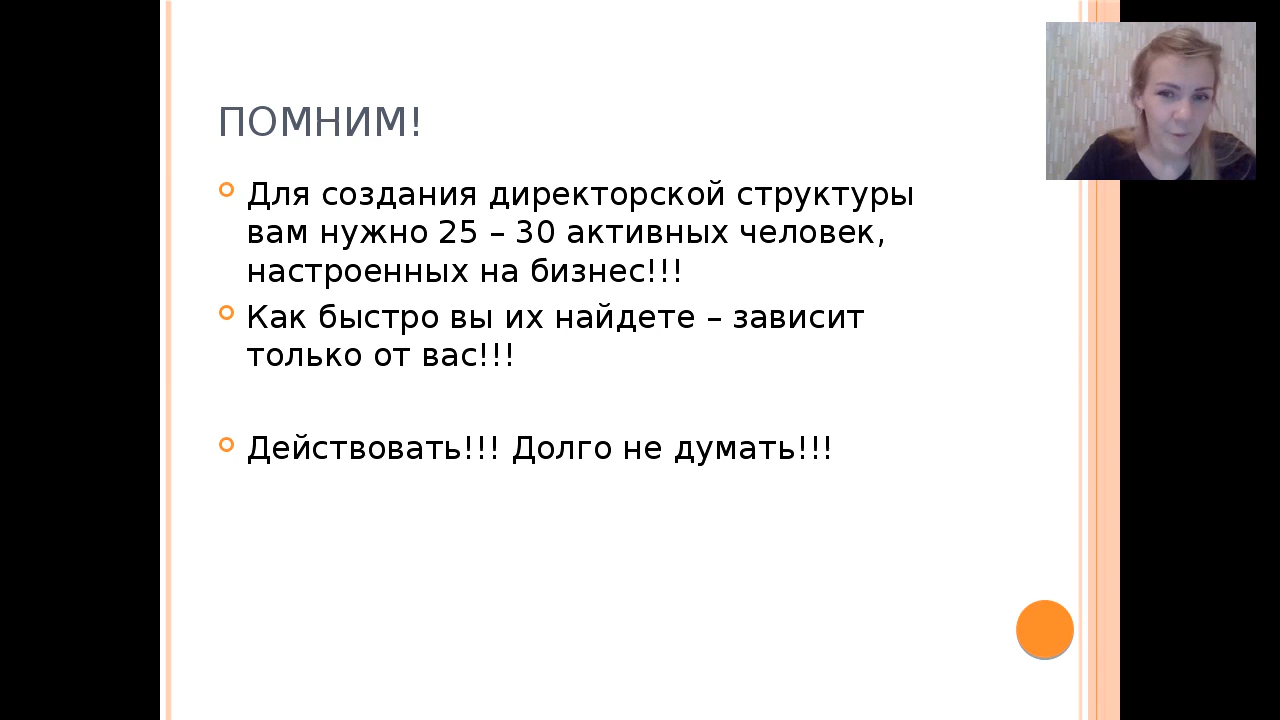 ПОМНИМ!
Для создания директорской структуры
вам нужно 25 – 30 активных человек,
настроенных на бизнес!!!
Как быстро вы их найдете – зависит
только от вас!!!
Действовать!!! Долго не думать!!!